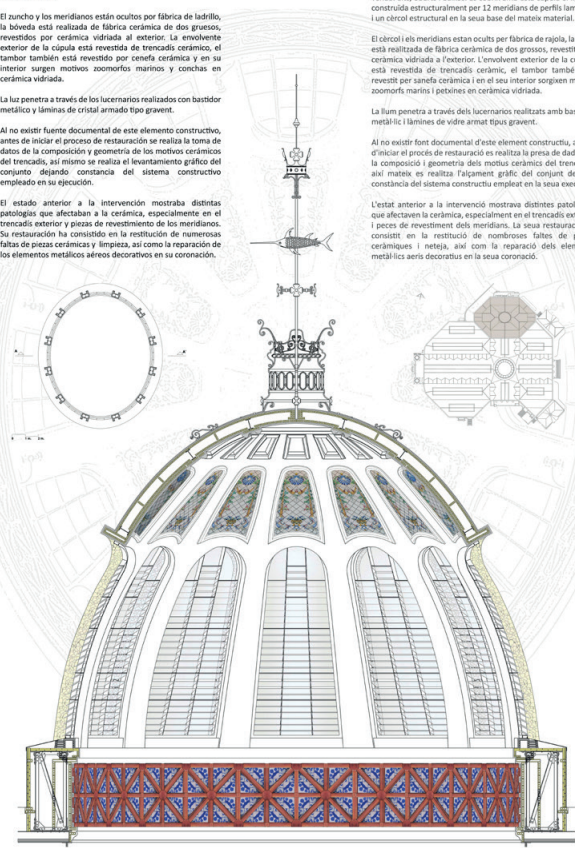 El zuncho y los meridianos están ocultos por fábrica de ladrillo,
la bóveda está realizada de fábrica cerámica de dos gruesos,
revestidos por cerámica vidriada al exterior. La envolvente
exterior de la cúpula está revestida de trencadís cerámico, el
tambor también está revestido por cenefa cerámica y en su
interior surgen motivos zoomorfos marinos y conchas en
cerámica vidriada.
La luz penetra a través de los lucernarios realizados con bastidor
metálico y láminas de cristal armado tipo gravent.
Al no existir fuente documental de este elemento constructivo,
antes de iniciar el proceso de restauración se realiza la toma de
datos de la composición y geometría de los motivos cerámicos
del trencadis, así mismo se realiza el levantamiento gráfico del
conjunto dejando constancia del sistema constructivo
empleado en su ejecución.
El estado anterior a la intervención mostraba distintas
patologías que afectaban a la cerámica, especialmente en el
trencadís exterior y piezas de revestimiento de los meridianos.
Su restauración ha consistido en la restitución de numerosas
faltas de piezas cerámicas y limpieza, así como la reparación de
los elementos metálicos aéreos decorativos en su coronación.
construïda estructuralment per 12 meridians de perfils lam
i un cèrcol estructural en la seua base del mateix material.
El cèrcol i els meridians estan ocults per fàbrica de rajola, la
està realitzada de fàbrica ceràmica de dos grossos, revestit
ceràmica vidriada a l'exterior. L'envolvent exterior de la c
està revestida de trencadís ceràmic, el tambor també
revestit per sanefa ceràmica i en el seu interior sorgixen m
zoomorfs marins i petxines en ceràmica vidriada.
La llum penetra a través dels lucernaris realitzats amb bas
metàl·lic i làmines de vidre armat tipus gravent.
Al no existir font documental d'este element constructiu, a
d'iniciar el procés de restauració es realitza la presa de dad
la composició i geometria dels motius ceràmics del tren
així mateix es realitza l'alçament gràfic del conjunt de
constància del sistema constructiu empleat en la seua exe
L'estat anterior a la intervenció mostrava distintes patol
que afectaven la ceràmica, especialment en el trencadís ex
i peces de revestiment dels meridians. La seua restaurac
consistit en la restitució de nombroses faltes de p
ceràmiques i neteja, així com la reparació dels elem
metàl·lics aeris decoratius en la seua coronació.